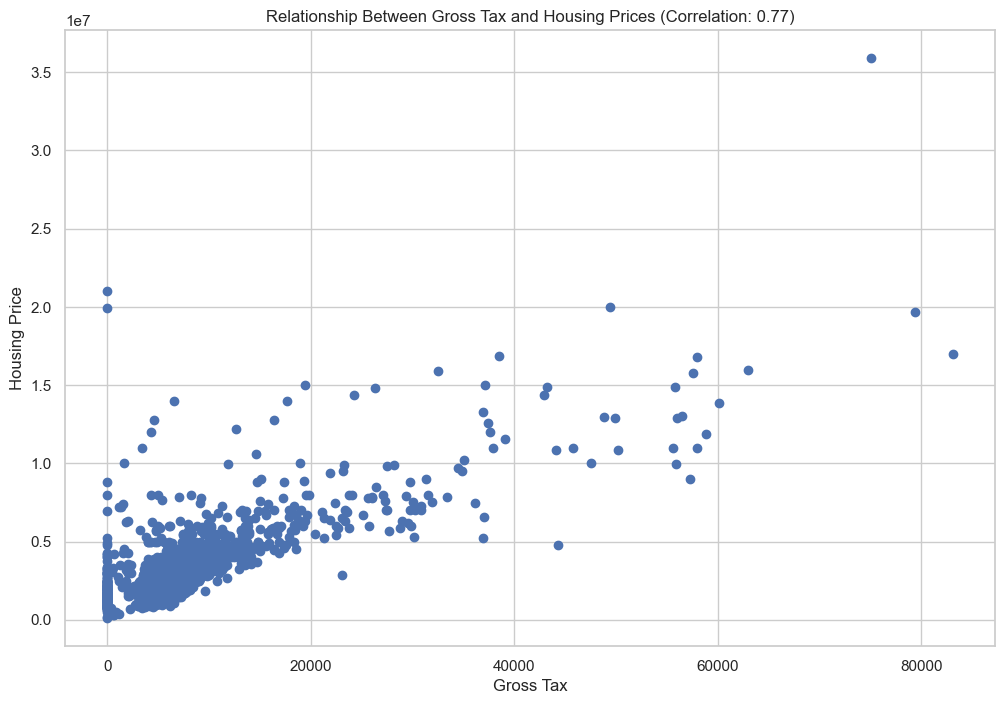 Relationship Between Gross Tax and Housing Prices (Correlation: 0.77)
1e7
3.5
3.0
2.5
2.0
1.5
1.0
0.5
0.0
Housing Price
0 20000 40000 60000 80000
Gross Tax